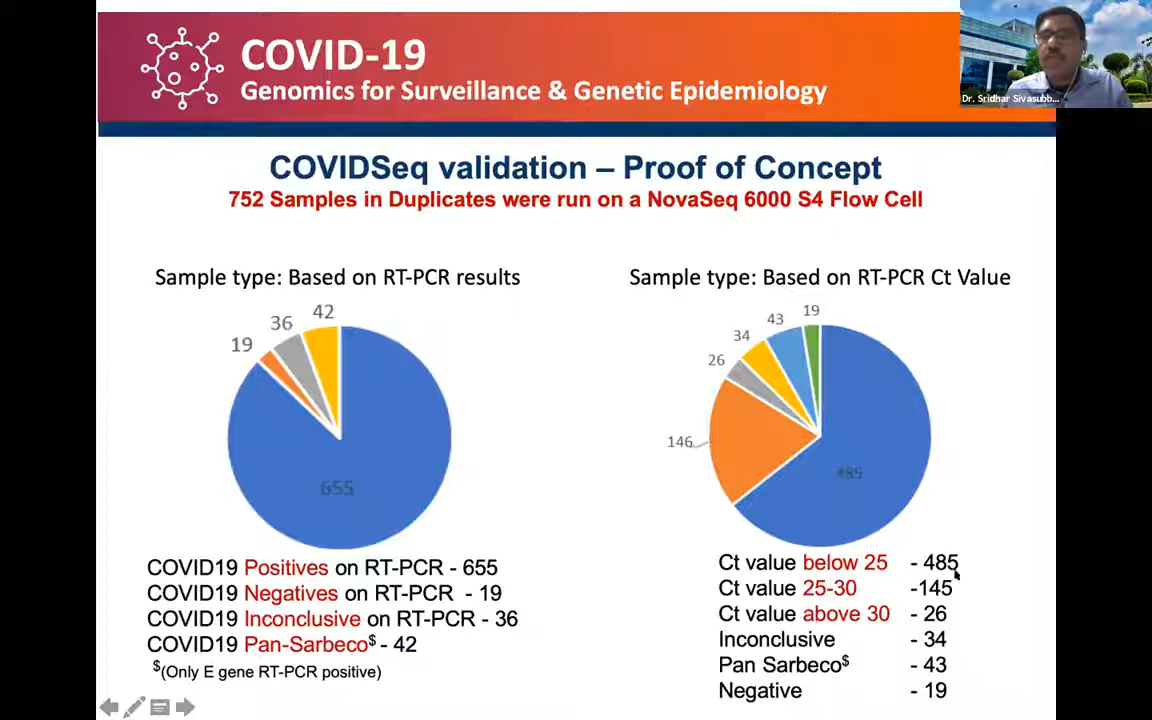 COVID-19
Genomics for Surveillance & Genetic Epidemiology
Dr. Sridhar Sivasubb...
COVIDSeq validation – Proof of Concept
752 Samples in Duplicates were run on a NovaSeq 6000 S4 Flow Cell
Sample type: Based on RT-PCR results
19
36
42
655
COVID19 Positives on RT-PCR - 655
COVID19 Negatives on RT-PCR - 19
COVID19 Inconclusive on RT-PCR - 36
COVID19 Pan-Sarbeco$ - 42
$(Only E gene RT-PCR positive)
Sample type: Based on RT-PCR Ct Value
19
43
34
26
146
485
Ct value below 25 - 485
Ct value 25-30 -145
Ct value above 30 - 26
Inconclusive - 34
Pan Sarbeco$ - 43
Negative - 19